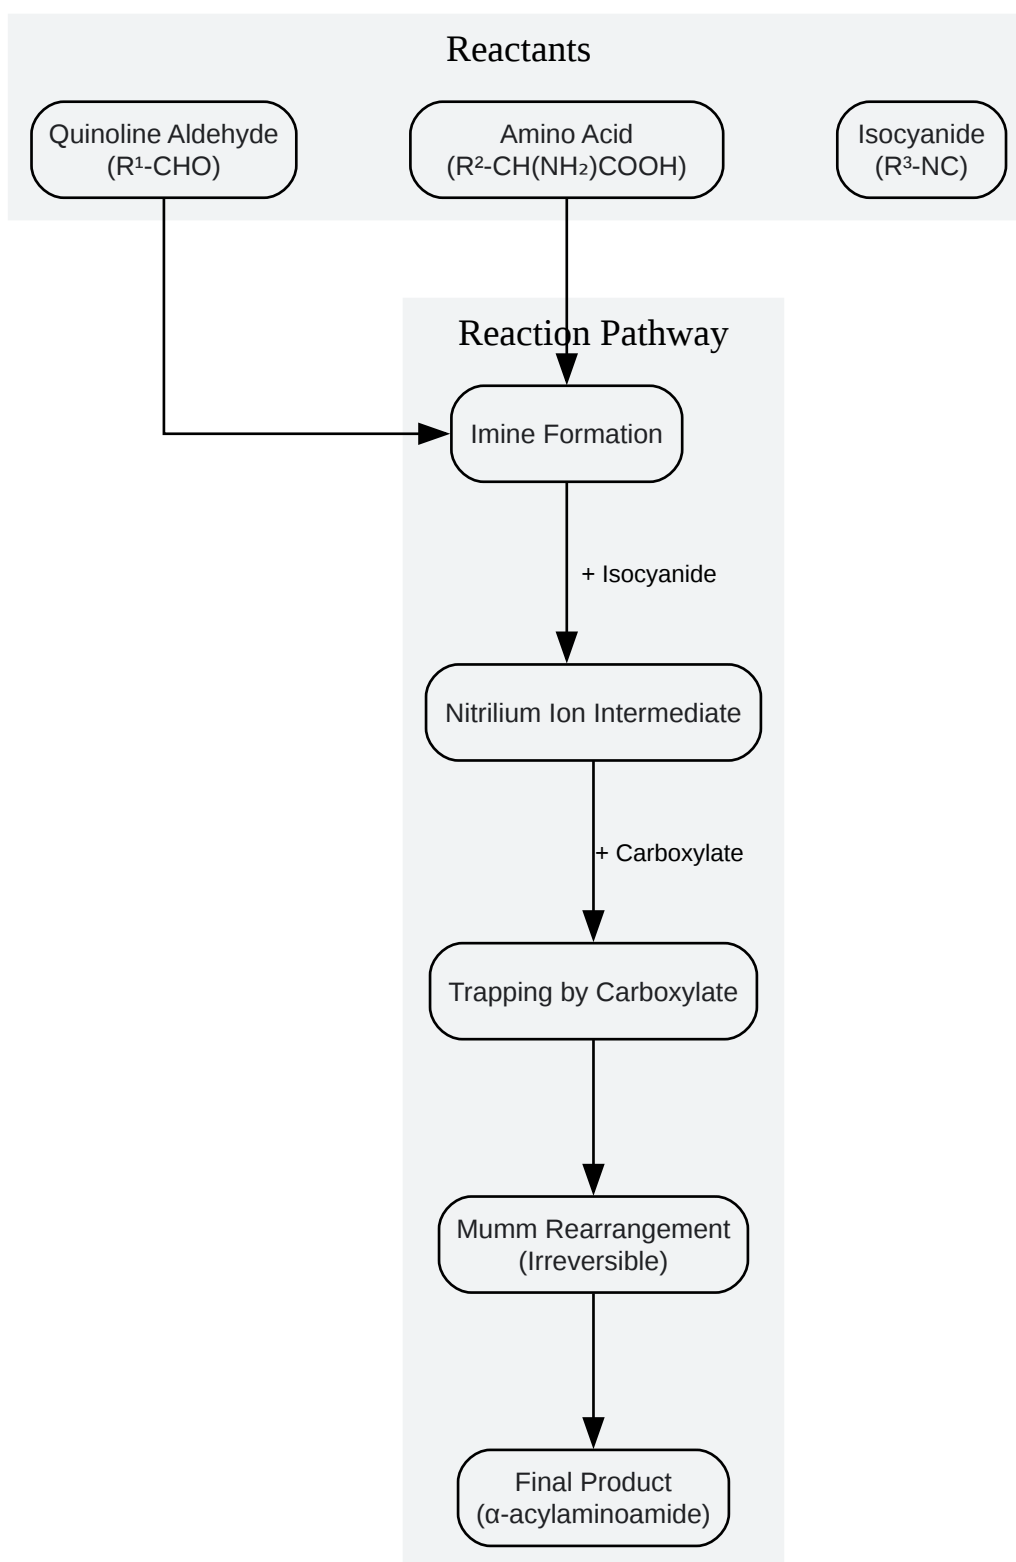 Reactants
Quinoline Aldehyde
(R¹-CHO)
Amino Acid
(R²-CH(NH₂)COOH)
Isocyanide
(R³-NC)
Reaction Pathway
Imine Formation
+ Isocyanide
Nitrilium Ion Intermediate
+ Carboxylate
Trapping by Carboxylate
Mumm Rearrangement
(Irreversible)
Final Product
(α-acylaminoamide)